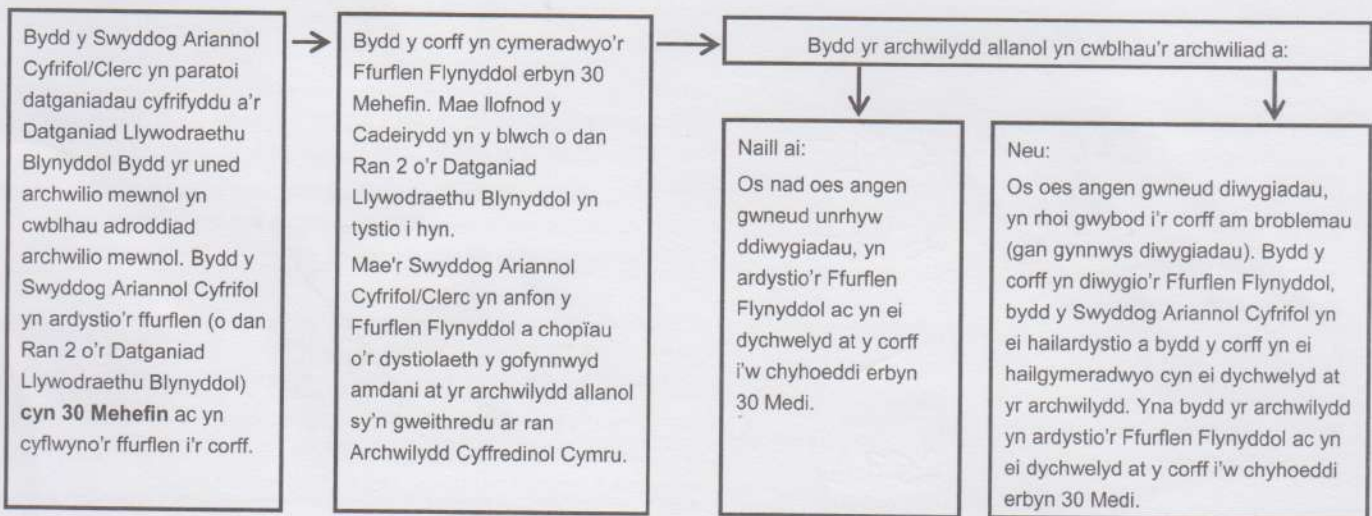 Bydd y Swyddog Ariannol
Cyfrifol/Clerc yn paratoi
datganiadau cyfrifyddu a'r
Datganiad Llywodraethu
Blynyddol Bydd yr uned
archwilio mewnol yn
cwblhau adroddiad
archwilio mewnol. Bydd y
Swyddog Ariannol Cyfrifol
yn ardystio'r ffurflen (o dan
Ran 2 o'r Datganiad
Llywodraethu Blynyddol)
cyn 30 Mehefin ac yn
cyflwyno'r ffurflen i'r corff.
Bydd y corff yn cymeradwyo'r
Ffurflen Flynyddol erbyn 30
Mehefin. Mae llofnod y
Cadeirydd yn y blwch o dan
Ran 2 o'r Datganiad
Llywodraethu Blynyddol yn
tystio i hyn.
Mae'r Swyddog Ariannol
Cyfrifol/Clerc yn anfon y
Ffurflen Flynyddol a chopïau
o'r dystiolaeth y gofynnwyd
amdani at yr archwilydd allanol
sy'n gweithredu ar ran
Archwilydd Cyffredinol Cymru.
Bydd yr archwilydd allanol yn cwblhau'r archwiliad a:
Naill ai:
Os nad oes angen
gwneud unrhyw
ddiwygiadau, yn
ardystio'r Ffurflen
Flynyddol ac yn ei
dychwelyd at y corff
i'w chyhoeddi erbyn
30 Medi.
Neu:
Os oes angen gwneud diwygiadau,
yn rhoi gwybod i'r corff am broblemau
(gan gynnwys diwygiadau). Bydd y
corff yn diwygio'r Ffurflen Flynyddol,
bydd y Swyddog Ariannol Cyfrifol yn
ei hailardystio a bydd y corff yn ei
hailgymeradwyo cyn ei dychwelyd at
yr archwilydd. Yna bydd yr archwilydd
yn ardystio'r Ffurflen Flynyddol ac yn
ei dychwelyd at y corff i'w chyhoeddi
erbyn 30 Medi.